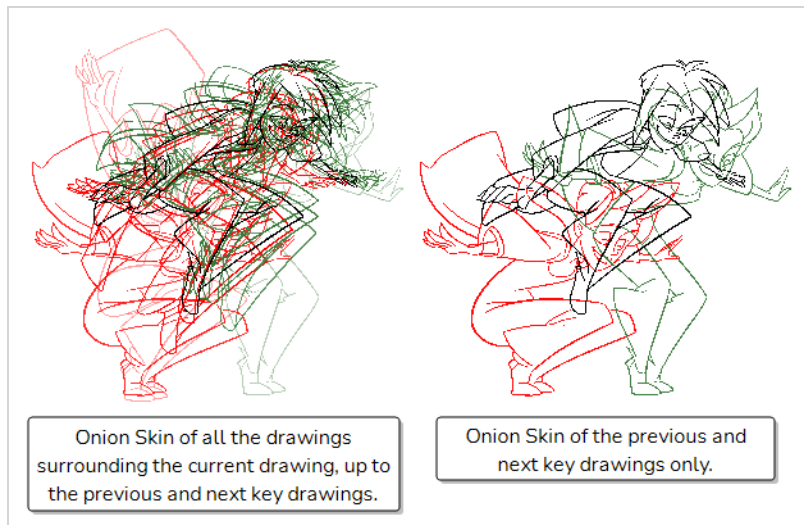 Onion Skin of all the drawings
surrounding the current drawing, up to
the previous and next key drawings.
Onion Skin of the previous and
next key drawings only.